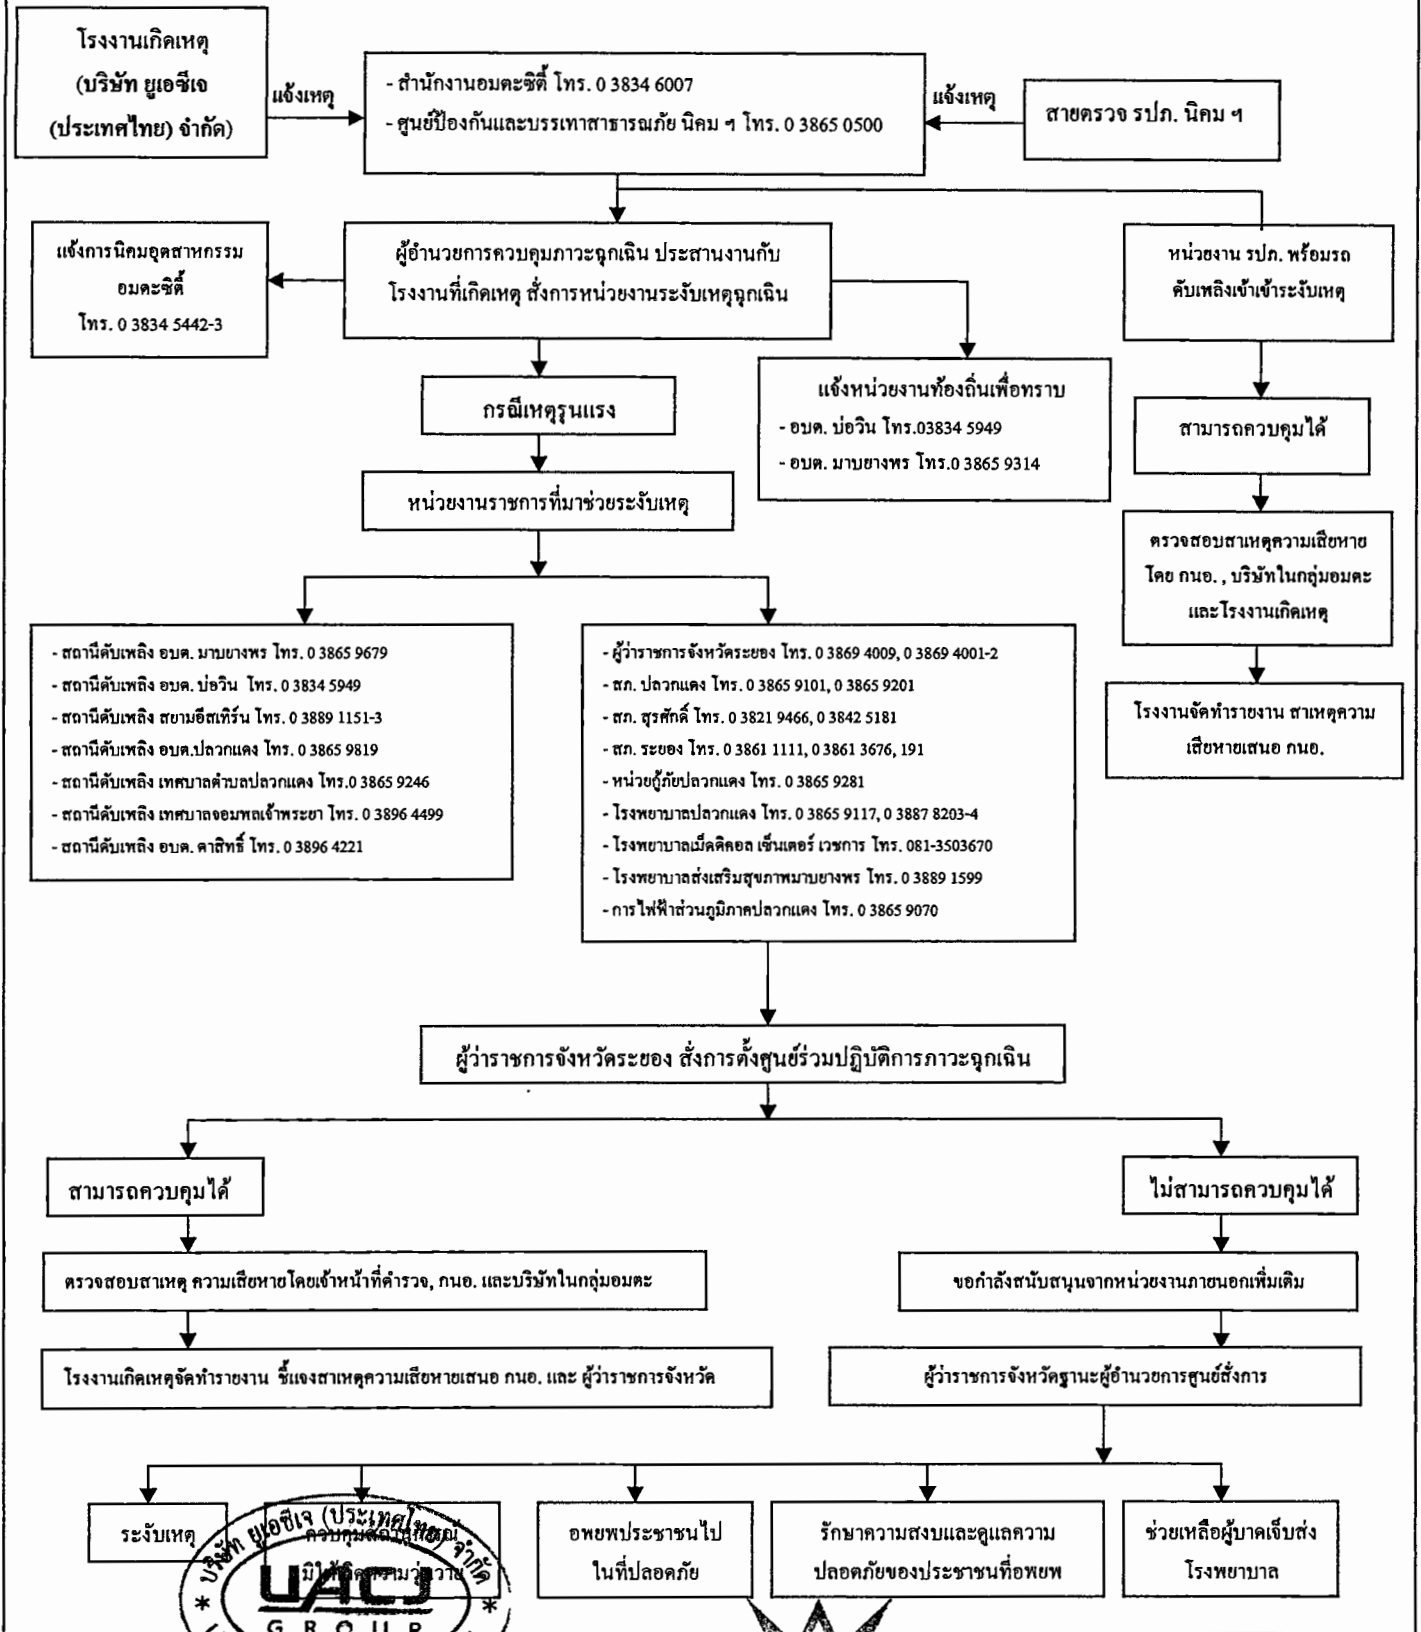 โรงงานเกิดเหตุ
(บริษัท ยูเอซีเจ
(ประเทศไทย) จำกัด)
แจ้งเหตุ
- สำนักงานอมตะซิตี้ โทร. 0 3834 6007
- ศูนย์ป้องกันและบรรเทาสาธารณภัย นิคม ฯ โทร. 0 3865 0500
แจ้งเหตุ
สายตรวจ รปภ. นิคม ฯ
แจ้งการนิคมอุตสาหกรรม
อมตะซิตี้
โทร. 0 3834 5442-3
ผู้อำนวยการควบคุมภาวะฉุกเฉิน ประสานงานกับ
โรงงานที่เกิดเหตุ สั่งการหน่วยงานระงับเหตุฉุกเฉิน
หน่วยงาน รปภ. พร้อมรถ
ดับเพลิงเข้าเข้าระงับเหตุ
กรณีเหตุรุนแรง
แจ้งหน่วยงานท้องถิ่นเพื่อทราบ
- อบต. บ่อวิน โทร.03834 5949
- อบต. มาบยางพร โทร.0 3865 9314
สามารถควบคุมได้
หน่วยงานราชการที่มาช่วยระงับเหตุ
ตรวจสอบสาเหตุความเสียหาย
โดย กนอ. , บริษัทในกลุ่มอมตะ
และโรงงานเกิดเหตุ
- สถานีดับเพลิง อบต. มาบยางพร โทร. 0 3865 9679
- สถานีดับเพลิง อบต. บ่อวิน โทร. 0 3834 5949
- สถานีดับเพลิง สยามอีสเทิร์น โทร. 0 3889 1151-3
- สถานีดับเพลิง อบต.ปลวกแดง โทร. 0 3865 9819
- สถานีดับเพลิง เทศบาลตำบลปลวกแดง โทร.0 3865 9246
- สถานีดับเพลิง เทศบาลจอมพลเจ้าพระยา โทร. 0 3896 4499
- สถานีดับเพลิง อบต. ตาสิทธิ์ โทร. 0 3896 4221
- ผู้ว่าราชการจังหวัดระยอง โทร. 0 3869 4009, 0 3869 4001-2
- สภ. ปลวกแดง โทร. 0 3865 9101, 0 3865 9201
- สภ. สุรศักดิ์ โทร. 0 3821 9466, 0 3842 5181
- สภ. ระยอง โทร. 0 3861 1111, 0 3861 3676, 191
- หน่วยกู้ภัยปลวกแดง โทร. 0 3865 9281
- โรงพยาบาลปลวกแดง โทร. 0 3865 9117, 0 3887 8203-4
- โรงพยาบาลเม็ดดิคอล เซ็นเตอร์ เวชการ โทร. 081-3503670
- โรงพยาบาลส่งเสริมสุขภาพมาบยางพร โทร. 0 3889 1599
- การไฟฟ้าส่วนภูมิภาคปลวกแดง โทร. 0 3865 9070
โรงงานจัดทำรายงาน สาเหตุความ
เสียหายเสนอ กนอ.
ผู้ว่าราชการจังหวัดระยอง สั่งการตั้งศูนย์ร่วมปฏิบัติการภาวะฉุกเฉิน
สามารถควบคุมได้
ไม่สามารถควบคุมได้
ตรวจสอบสาเหตุ ความเสียหายโดยเจ้าหน้าที่ตำรวจ, กนอ. และบริษัทในกลุ่มอมตะ
ขอกำลังสนับสนุนจากหน่วยงานภายนอกเพิ่มเติม
โรงงานเกิดเหตุจัดทำรายงาน ชี้แจงสาเหตุความเสียหายเสนอ กนอ. และ ผู้ว่าราชการจังหวัด
ผู้ว่าราชการจังหวัดฐานะผู้อำนวยการศูนย์สั่งการ
ระงับเหตุ
ควบคุมสถานการณ์
มิให้เกิดความวุ่นวาย
อพยพประชาชนไป
ในที่ปลอดภัย
รักษาความสงบและดูแลความ
ปลอดภัยของประชาชนที่อพยพ
ช่วยเหลือผู้บาดเจ็บส่ง
โรงพยาบาล
บริษัท ยูเอซีเจ (ประเทศไทย) จำกัด
UACJ
GROUP